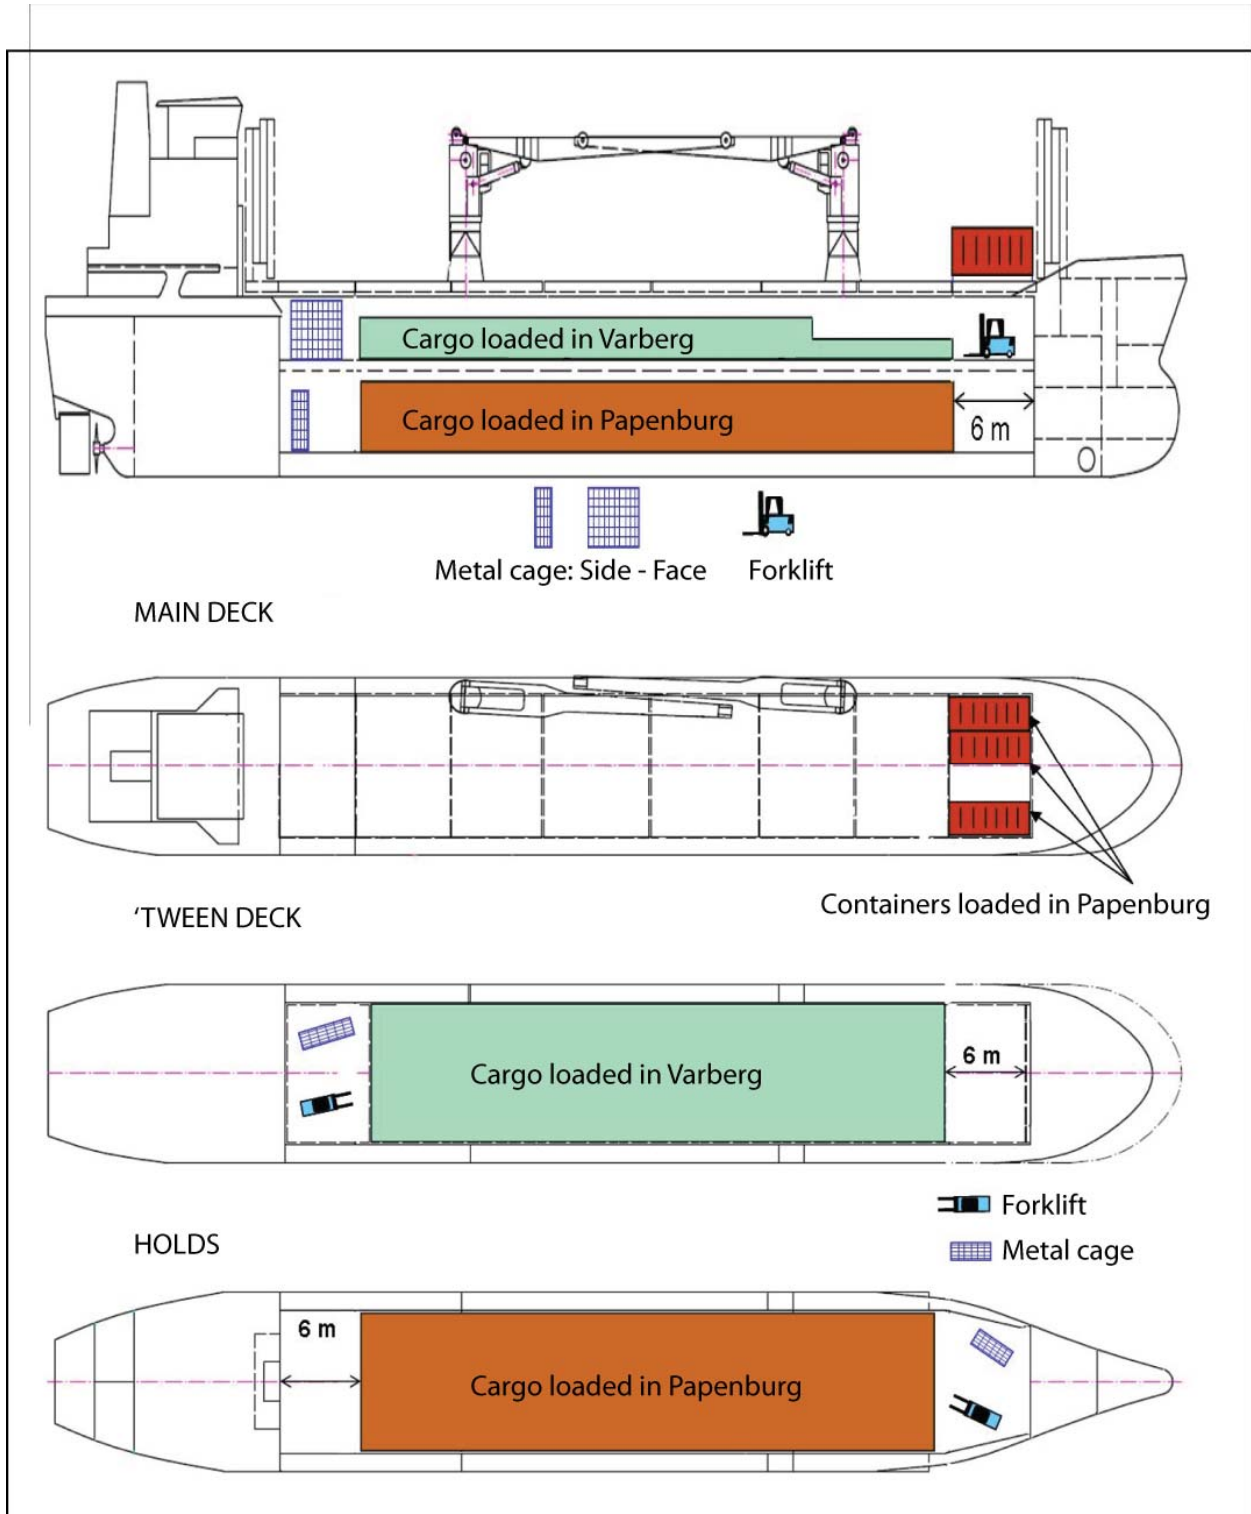 Cargo loaded in Varberg
Cargo loaded in Papenburg
6 m
Metal cage: Side - Face
Forklift
MAIN DECK
Containers loaded in Papenburg
‘TWEEN DECK
6 m
Cargo loaded in Varberg
Forklift
Metal cage
HOLDS
6 m
Cargo loaded in Papenburg